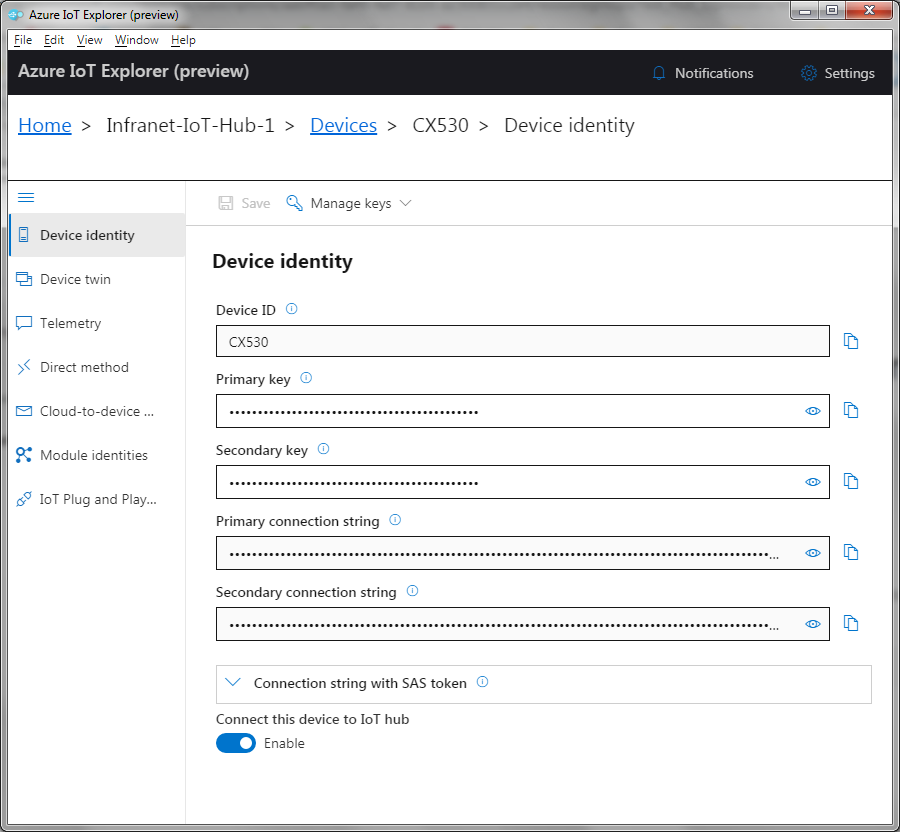 Azure IoT Explorer (preview)
File Edit View Window Help
Azure IoT Explorer (preview)
Notifications
Settings
Home > Infranet-IoT-Hub-1 > Devices > CX530 > Device identity
Save
Manage keys
Device identity
Device twin
Telemetry
Direct method
Cloud-to-device ...
Module identities
IoT Plug and Play...
Device identity
Device ID
CX530
Primary key
Secondary key
Primary connection string
Secondary connection string
Connection string with SAS token
Connect this device to IoT hub
Enable